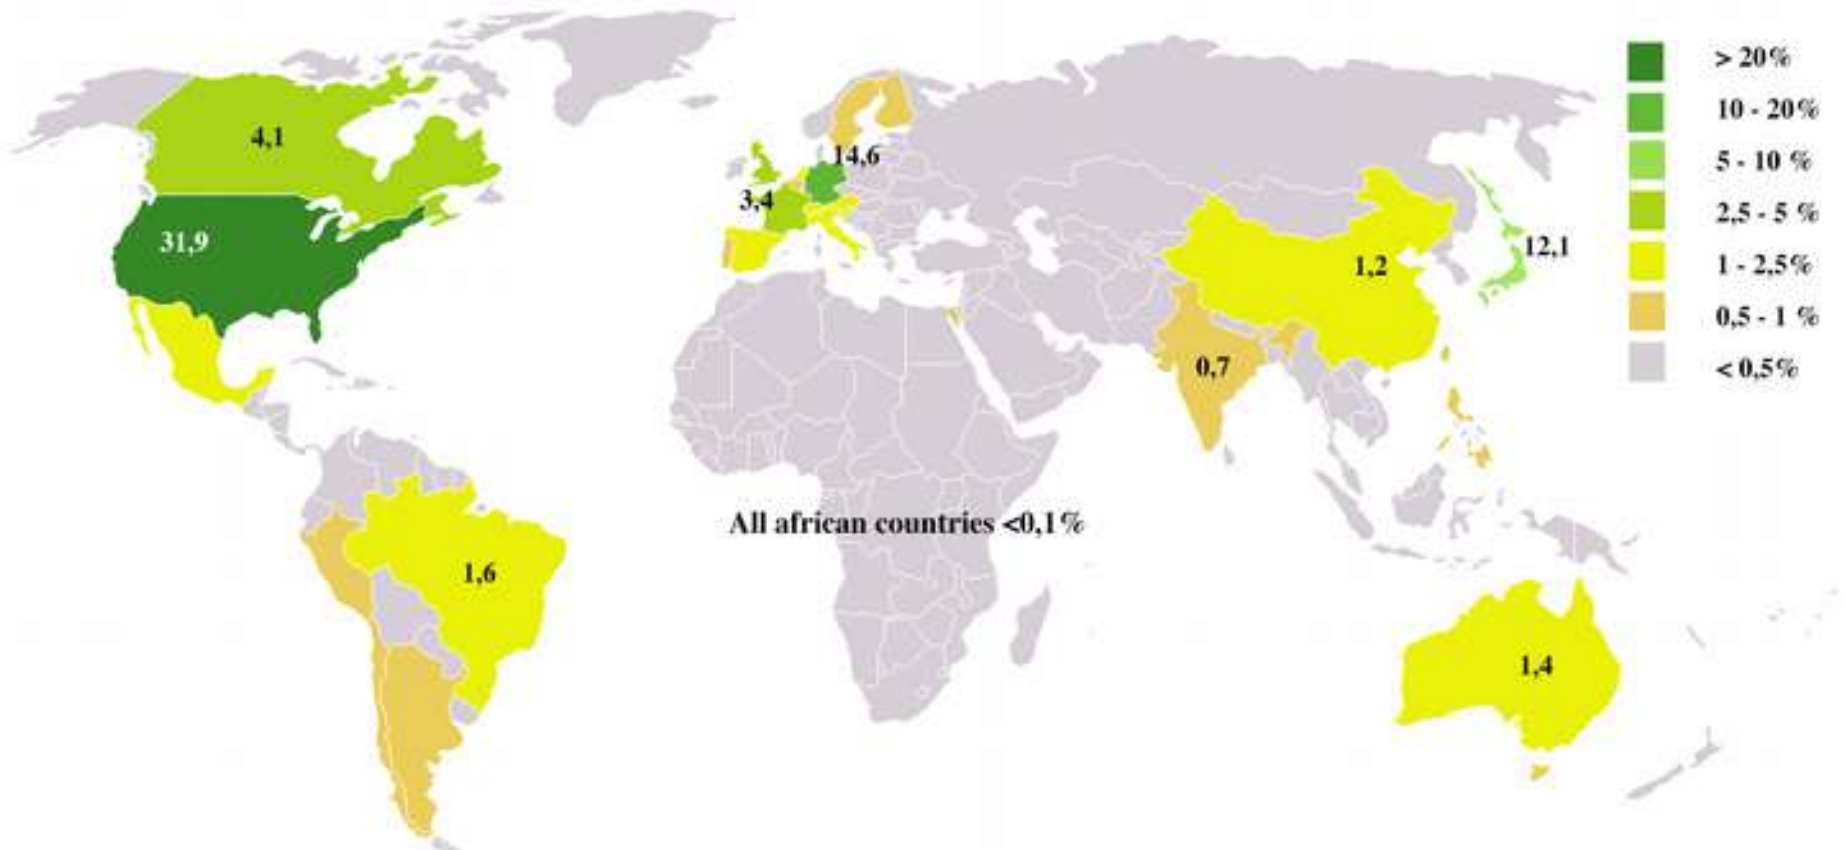 > 20%
10 - 20%
5 - 10 %
2,5 - 5 %
1 - 2,5%
0,5 - 1 %
< 0,5%
4,1
14,6
3,4
31,9
12,1
1,2
0,7
All african countries <0,1%
1,6
1,4